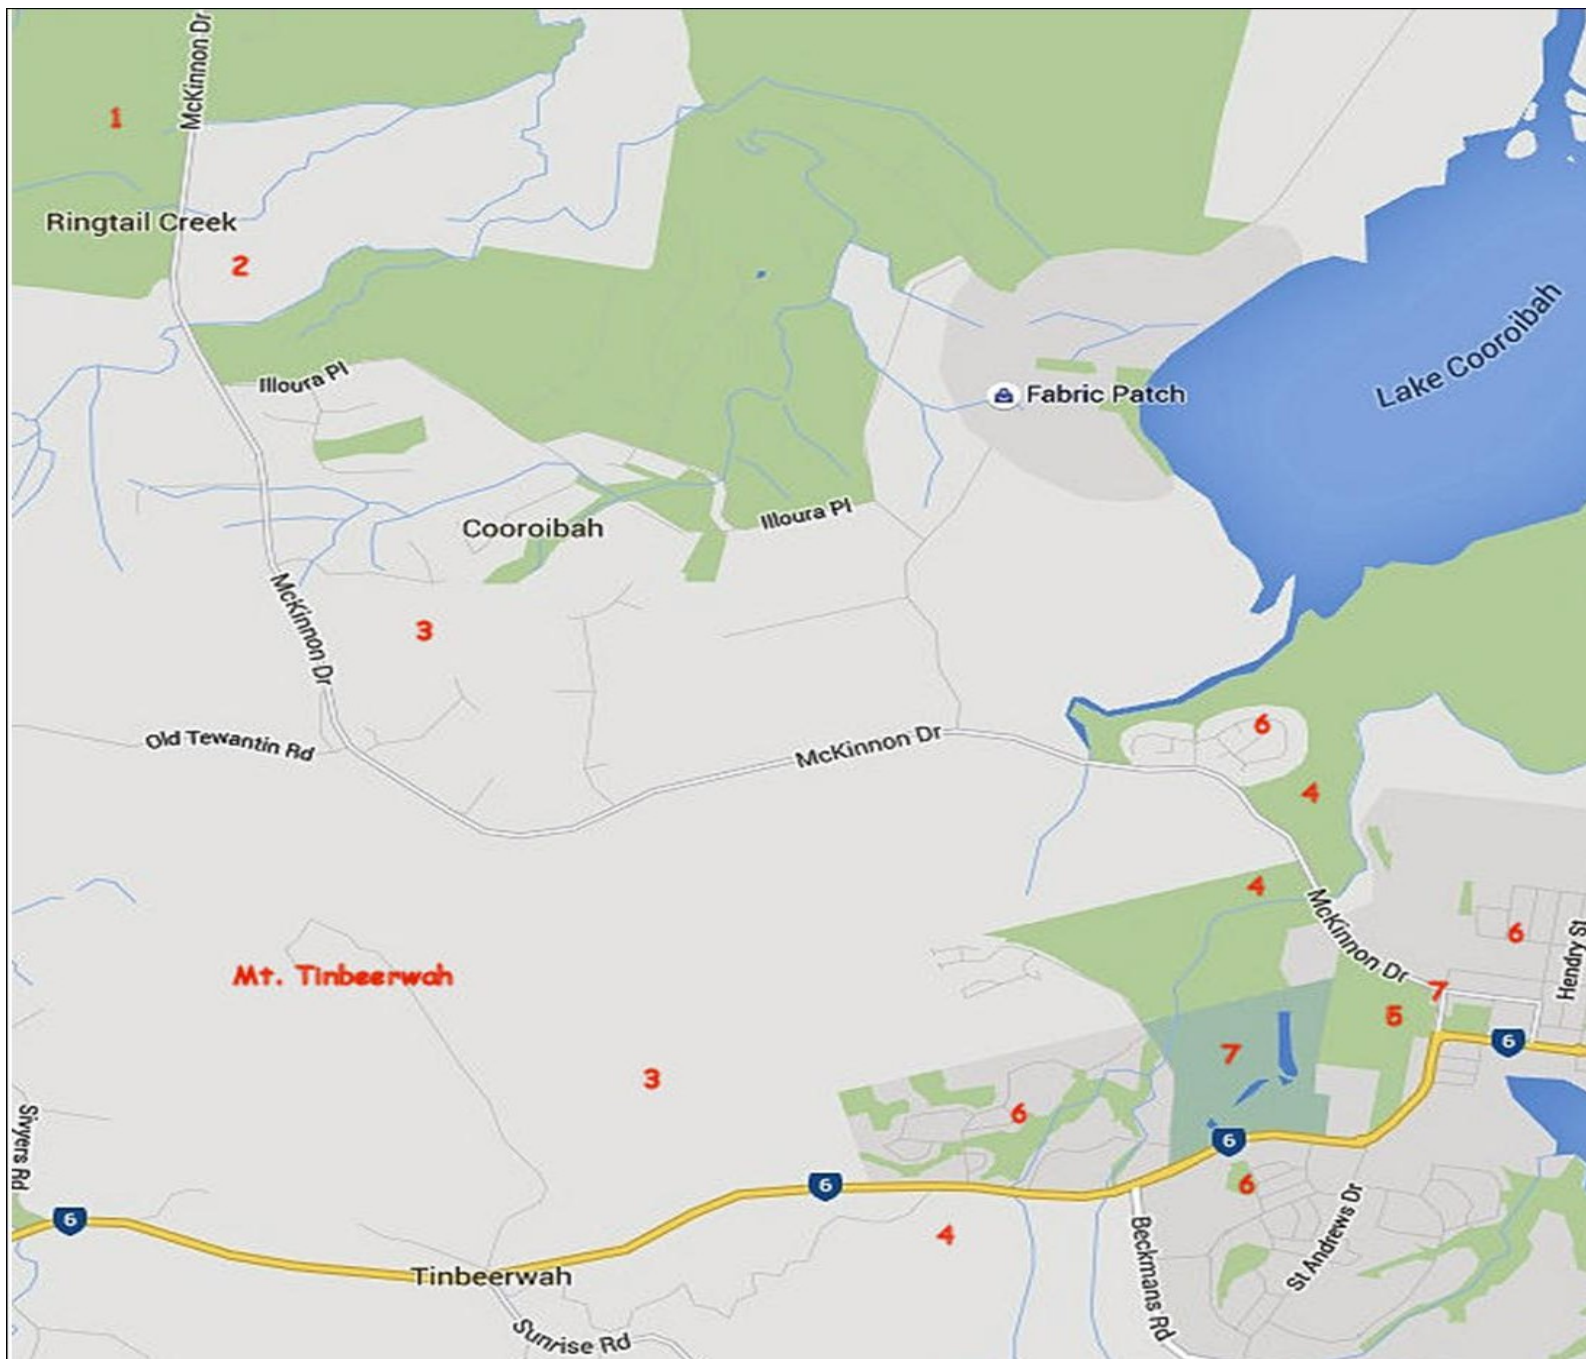 McKinnon Dr
1
Ringtail Creek
2
Lake Cooroibah
Illoura Pl
Fabric Patch
Illoura Pl
Cooroibah
McKinnon Dr
3
6
Old Tewantin Rd
McKinnon Dr
4
4
McKinnon Dr
6
Hendry St
Mt. Tinbeerwah
7
5
6
7
3
6
Sivyers Rd
6
6
6
6
6
4
St Andrews Dr
Beckmans Rd
Tinbeerwah
Sunrise Rd